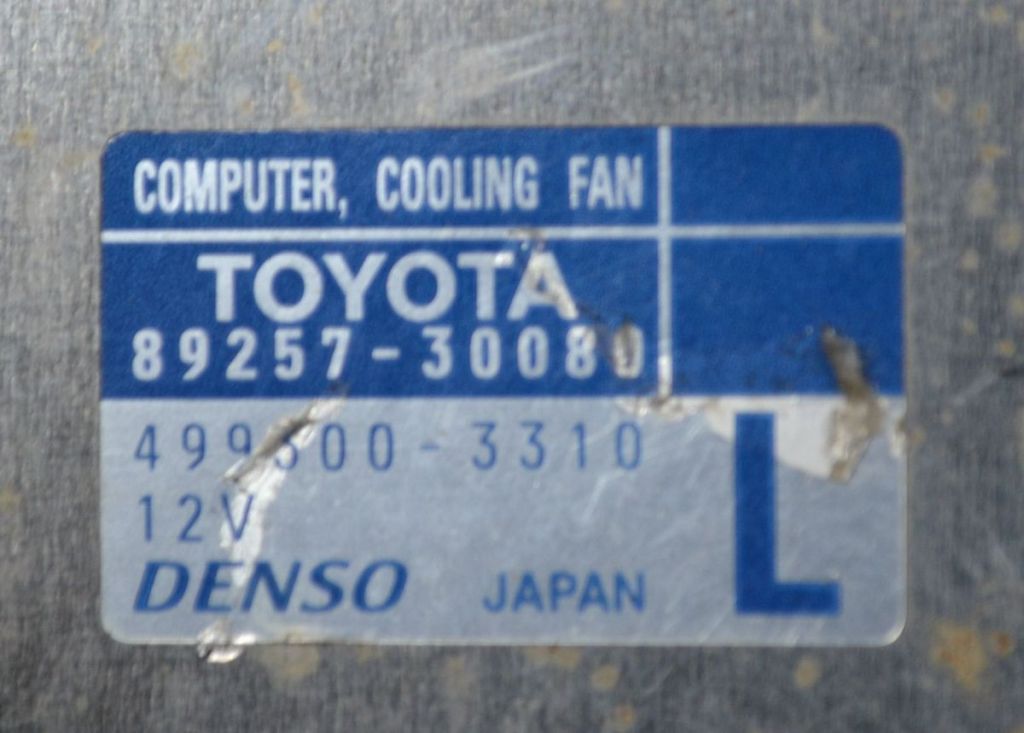 COMPUTER, COOLING FAN
TOYOTA
89257-30080
499300-3310
12V
DENSO JAPAN
L